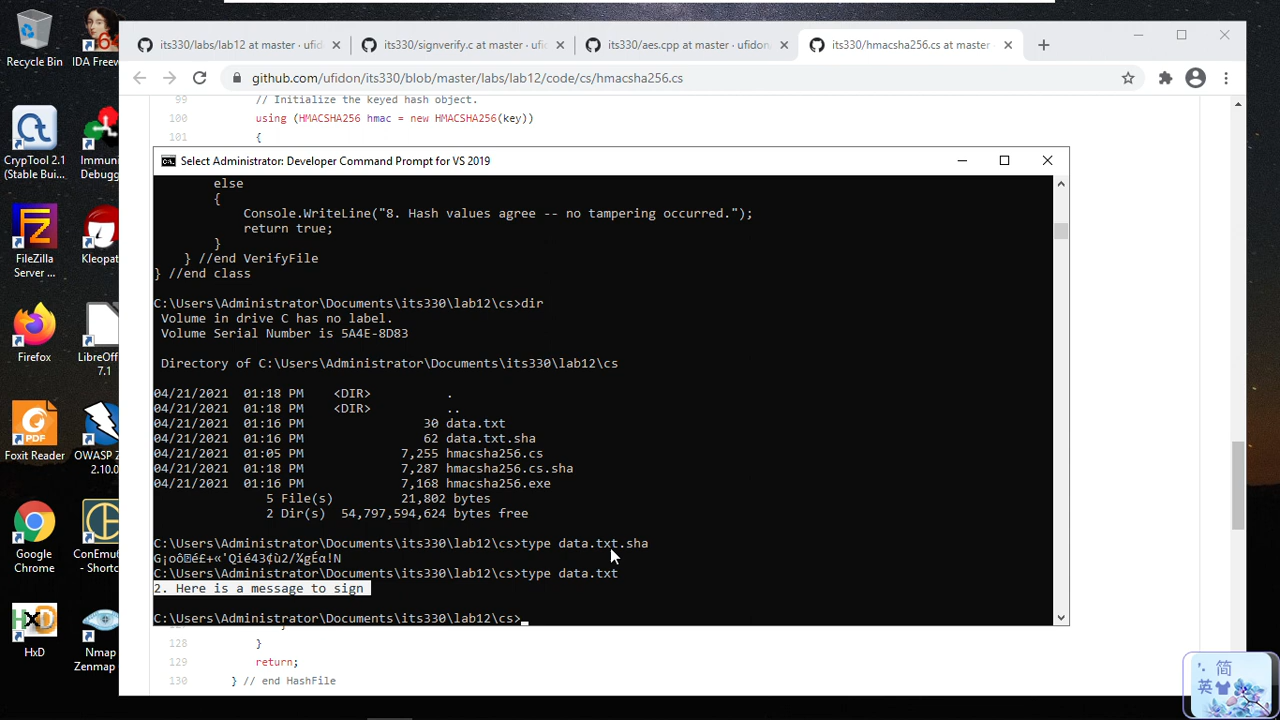 Recycle Bin
IDA Freew
CrypTool 2.1
(Stable Bui...
Immuni
Debugg
FileZilla
Server ...
Kleopat
Firefox
LibreOff
7.1
Foxit Reader
OWASP Z
2.10.0
Google
Chrome
ConEmu
- Shortc
HxD
Nmap
Zenmap
its330/labs/lab12 at master · ufid
its330/signverify.c at master · uf
its330/aes.cpp at master · ufidon
its330/hmacsha256.cs at master
github.com/ufidon/its330/blob/master/labs/lab12/code/cs/hmacsha256.cs
99 // Initialize the keyed hash object.
100 using (HMACSHA256 hmac = new HMACSHA256(key))
101 {
Select Administrator: Developer Command Prompt for VS 2019
else
{
Console.WriteLine("8. Hash values agree -- no tampering occurred.");
return true;
}
} //end VerifyFile
} //end class
C:\Users\Administrator\Documents\its330\lab12\cs>dir
Volume in drive C has no label.
Volume Serial Number is 5A4E-8D83
Directory of C:\Users\Administrator\Documents\its330\lab12\cs
04/21/2021 01:18 PM <DIR> .
04/21/2021 01:18 PM <DIR> ..
04/21/2021 01:16 PM 30 data.txt
04/21/2021 01:16 PM 62 data.txt.sha
04/21/2021 01:05 PM 7,255 hmacsha256.cs
04/21/2021 01:18 PM 7,287 hmacsha256.cs.sha
04/21/2021 01:16 PM 7,168 hmacsha256.exe
5 File(s) 21,802 bytes
2 Dir(s) 54,797,594,624 bytes free
C:\Users\Administrator\Documents\its330\lab12\cs>type data.txt.sha
C:\Users\Administrator\Documents\its330\lab12\cs>type data.txt
2. Here is a message to sign
C:\Users\Administrator\Documents\its330\lab12\cs>
128 }
129 return;
130 } // end HashFile
简
英